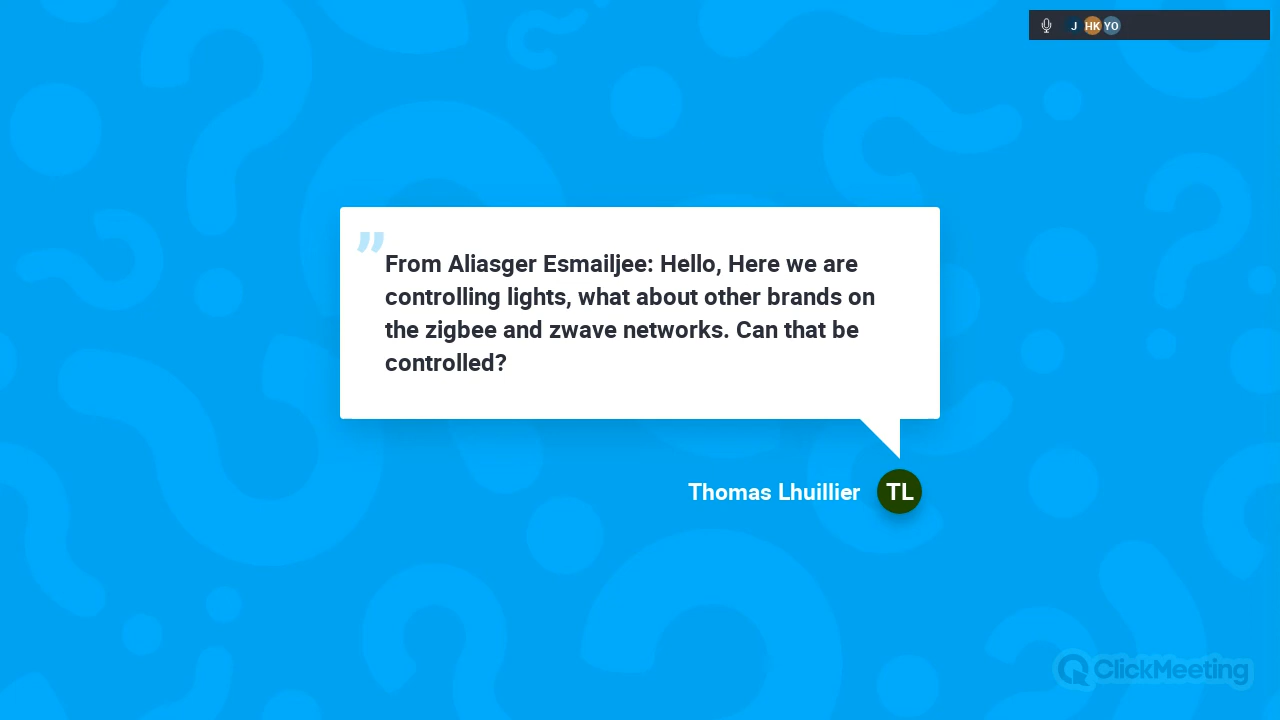 J HK YO
From Aliasger Esmailjee: Hello, Here we are
controlling lights, what about other brands on
the zigbee and zwave networks. Can that be
controlled?
Thomas Lhuillier TL
ClickMeeting